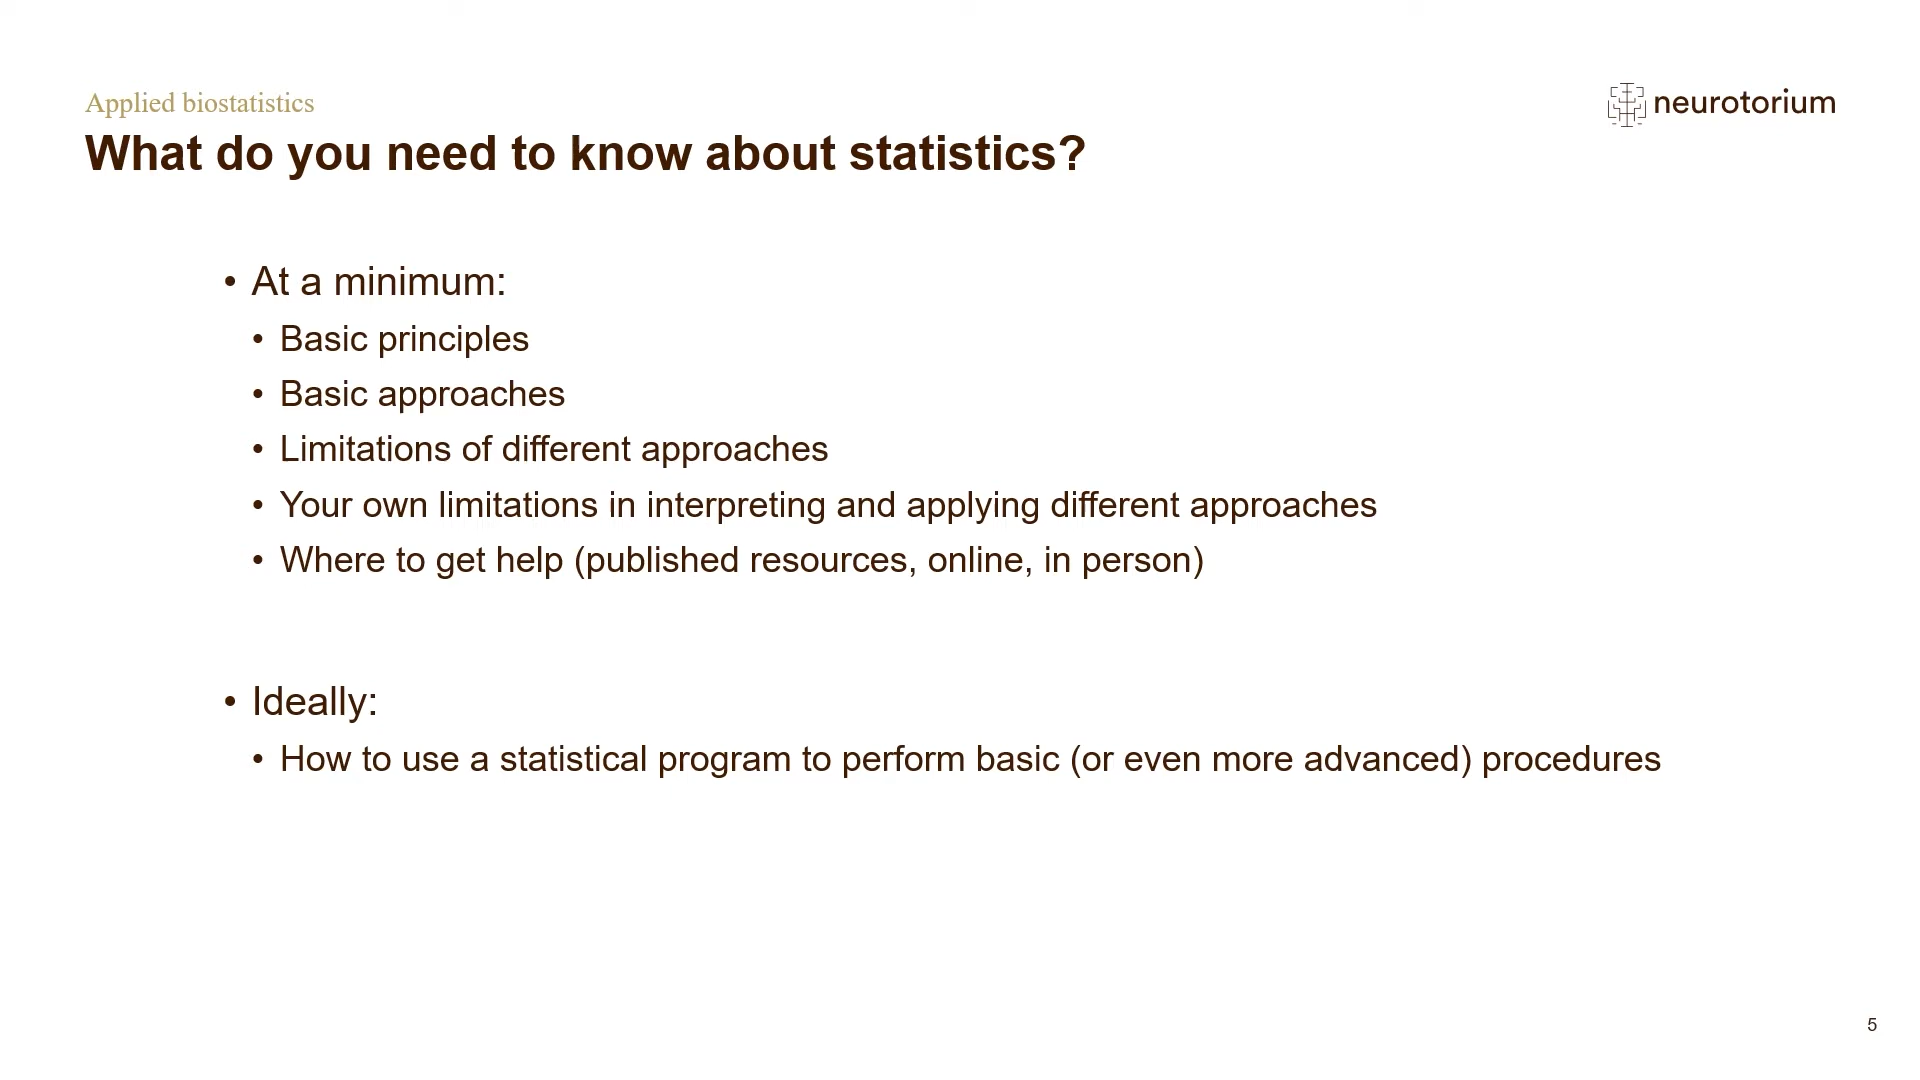 Applied biostatistics
neurotorium
What do you need to know about statistics?
• At a minimum:
• Basic principles
• Basic approaches
• Limitations of different approaches
• Your own limitations in interpreting and applying different approaches
• Where to get help (published resources, online, in person)
• Ideally:
• How to use a statistical program to perform basic (or even more advanced) procedures
5